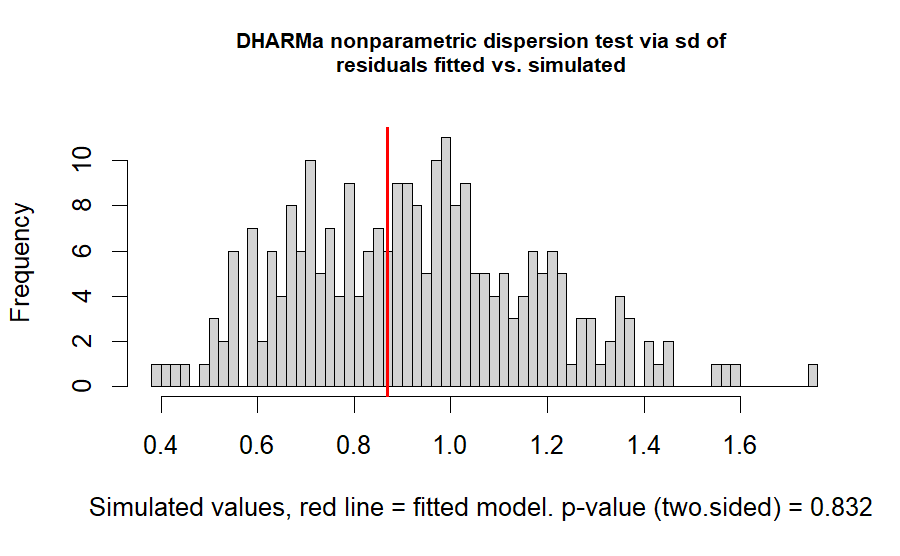 DHARMa nonparametric dispersion test via sd of
residuals fitted vs. simulated
Frequency
10
8
6
4
2
0
0.4 0.6 0.8 1.0 1.2 1.4 1.6
Simulated values, red line = fitted model. p-value (two.sided) = 0.832